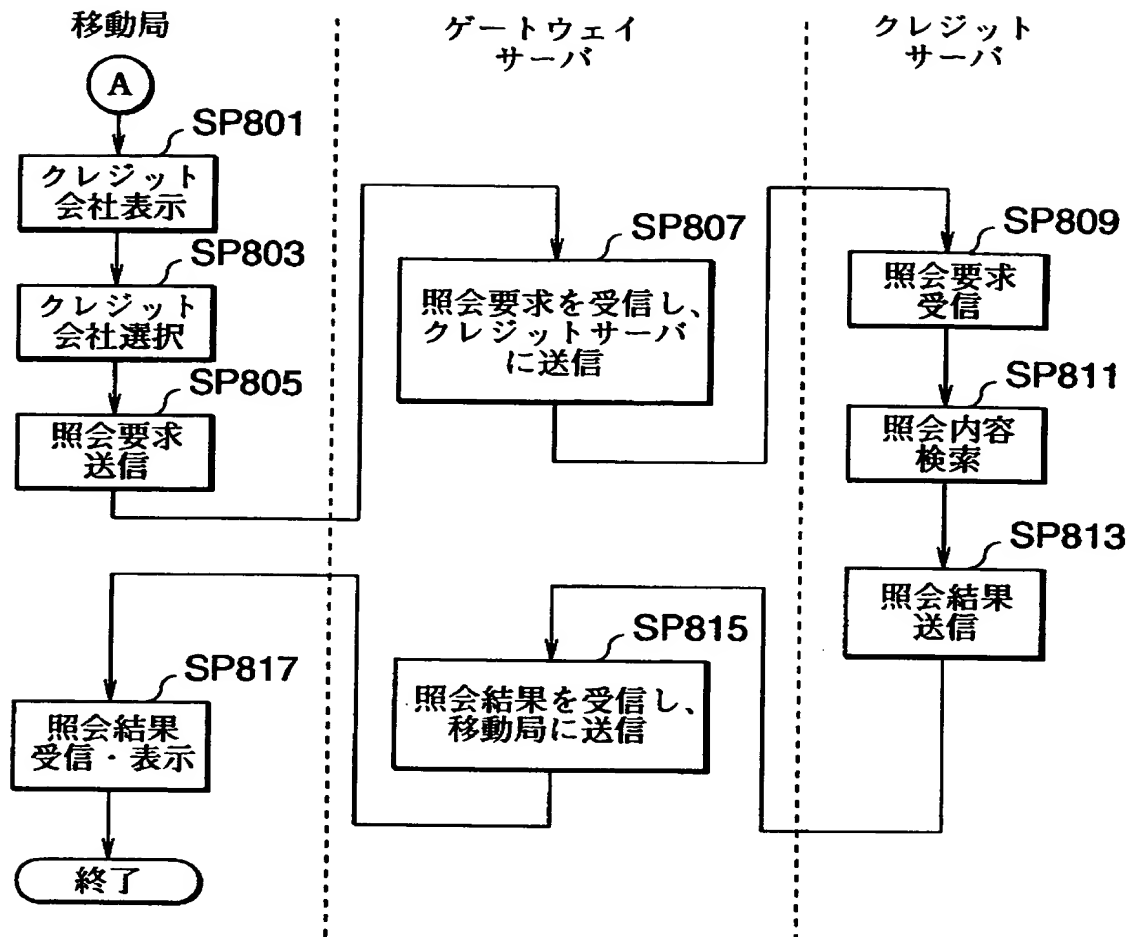 移動局
ゲートウェイ
サーバ
クレジット
サーバ
A
SP801
クレジット
会社表示
SP803
クレジット
会社選択
SP805
照会要求
送信
SP807
照会要求を受信し、
クレジットサーバ
に送信
SP809
照会要求
受信
SP811
照会内容
検索
SP813
照会結果
送信
SP815
照会結果を受信し、
移動局に送信
SP817
照会結果
受信・表示
終了